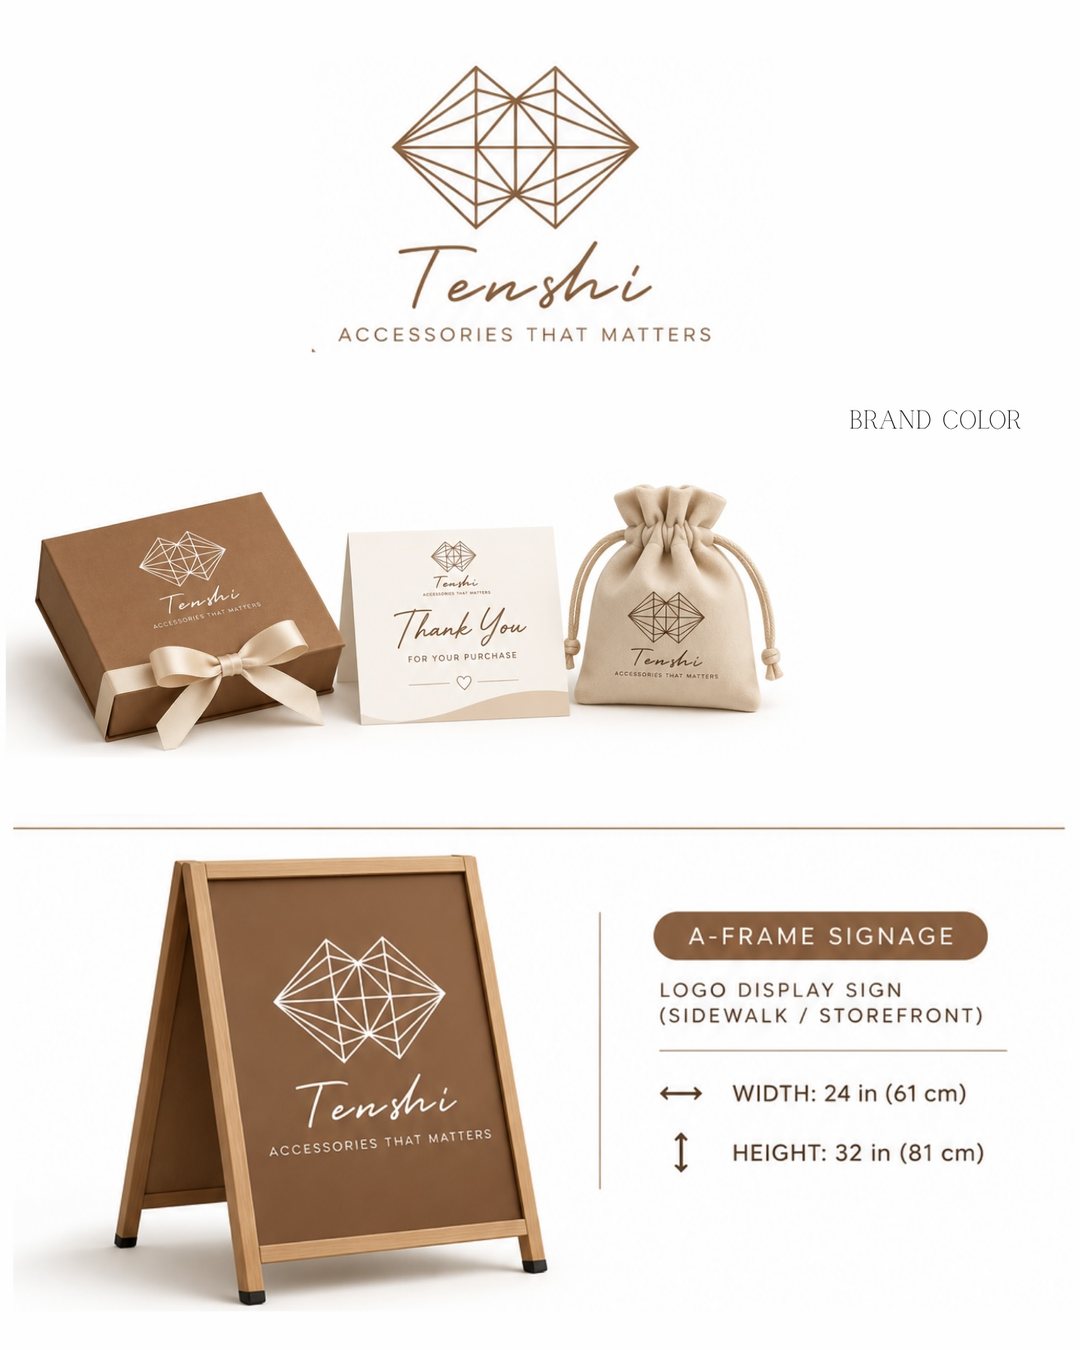 Tenshi
ACCESSORIES THAT MATTERS
BRAND COLOR
Tenshi
ACCESSORIES THAT MATTERS
Tenshi
ACCESSORIES THAT MATTERS
Thank You
FOR YOUR PURCHASE
Tenshi
ACCESSORIES THAT MATTERS
Tenshi
ACCESSORIES THAT MATTERS
A-FRAME SIGNAGE
LOGO DISPLAY SIGN
(SIDEWALK / STOREFRONT)
WIDTH: 24 in (61 cm)
HEIGHT: 32 in (81 cm)